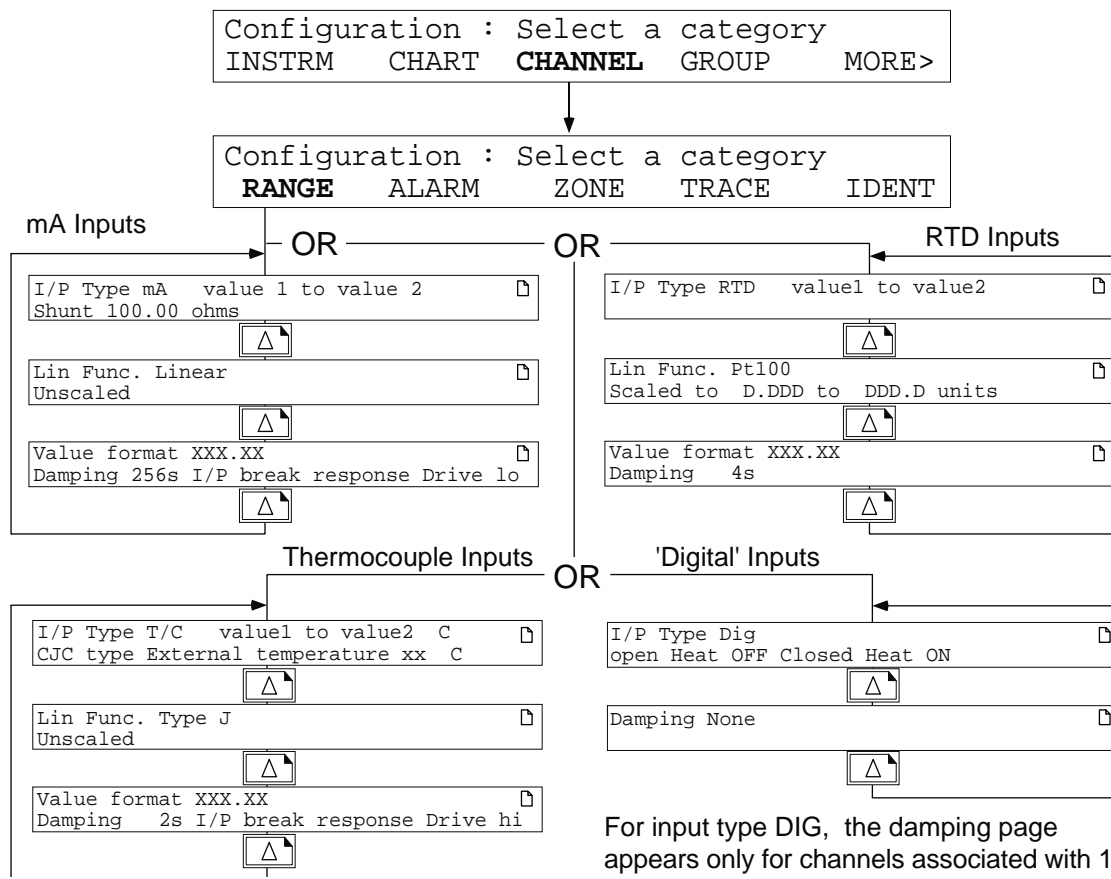 Configuration : Select a category
INSTRM CHART CHANNEL GROUP MORE>
Configuration : Select a category
RANGE ALARM ZONE TRACE IDENT
mA Inputs
OR
OR
RTD Inputs
I/P Type mA value 1 to value 2
Shunt 100.00 ohms
Lin Func. Linear
Unscaled
Value format XXX.XX
Damping 256s I/P break response Drive lo
I/P Type RTD value1 to value2
Lin Func. Pt100
Scaled to D.DDD to DDD.D units
Value format XXX.XX
Damping 4s
Thermocouple Inputs
OR
'Digital' Inputs
I/P Type T/C value1 to value2 C
CJC type External temperature xx C
Lin Func. Type J
Unscaled
Value format XXX.XX
Damping 2s I/P break response Drive hi
I/P Type Dig
open Heat OFF Closed Heat ON
Damping None
For input type DIG, the damping page
appears only for channels associated with 1